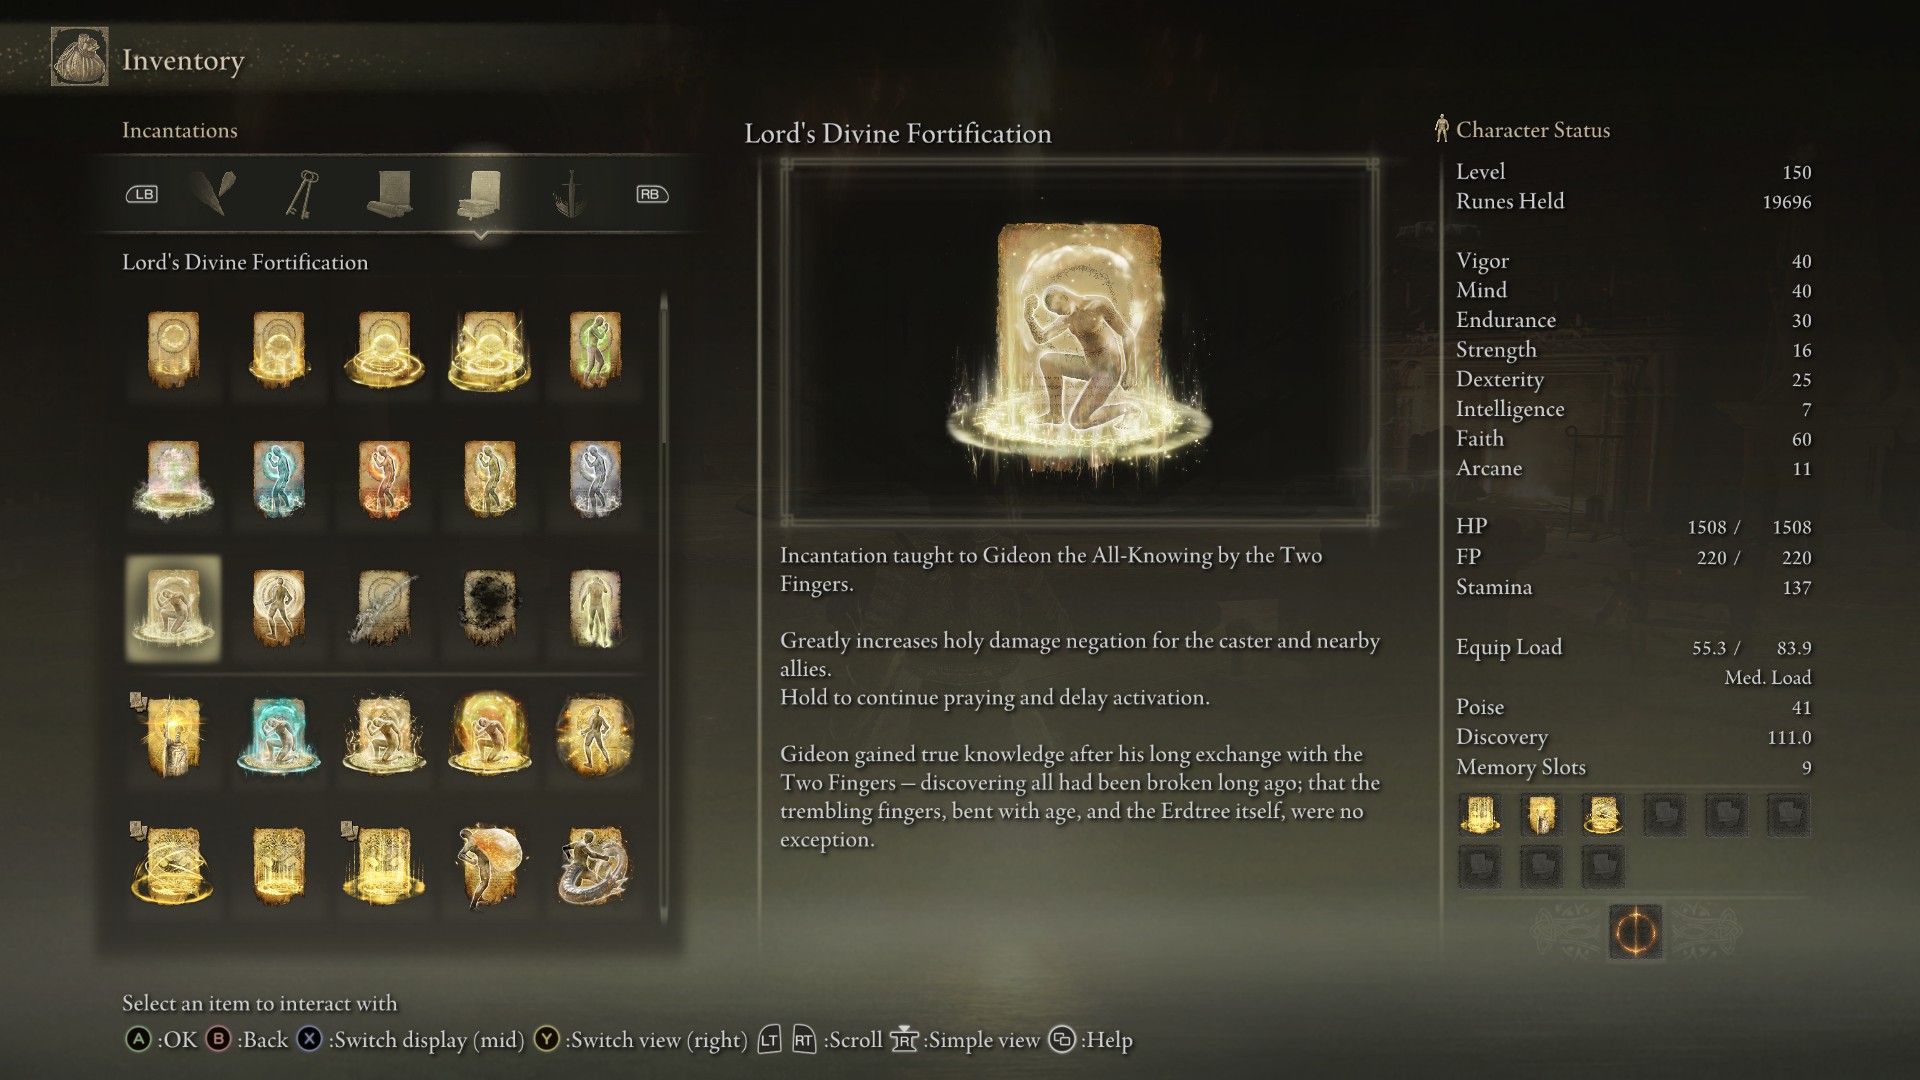 Inventory
Incantations
LB
RB
Lord's Divine Fortification
Lord's Divine Fortification
Incantation taught to Gideon the All-Knowing by the Two
Fingers.
Greatly increases holy damage negation for the caster and nearby
allies.
Hold to continue praying and delay activation.
Gideon gained true knowledge after his long exchange with the
Two Fingers — discovering all had been broken long ago; that the
trembling fingers, bent with age, and the Erdtree itself, were no
exception.
Character Status
Level 150
Runes Held 19696
Vigor 40
Mind 40
Endurance 30
Strength 16
Dexterity 25
Intelligence 7
Faith 60
Arcane 11
HP 1508 / 1508
FP 220 / 220
Stamina 137
Equip Load 55.3 / 83.9
Med. Load
Poise 41
Discovery 111.0
Memory Slots 9
Select an item to interact with
A :OK B :Back X :Switch display (mid) Y :Switch view (right) LT RT :Scroll R :Simple view :Help